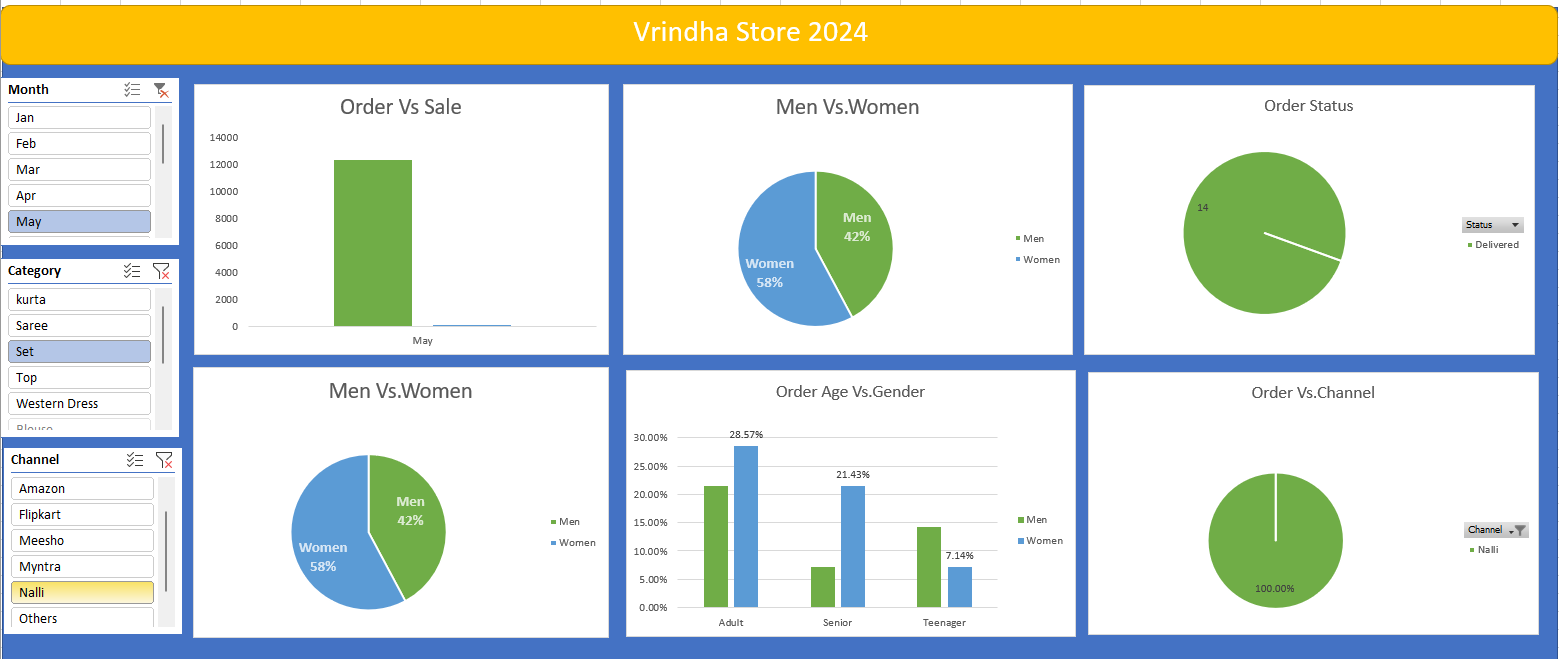 Vrindha Store 2024
Month
Jan
Feb
Mar
Apr
May
Category
kurta
Saree
Set
Top
Western Dress
Blouse
Channel
Amazon
Flipkart
Meesho
Myntra
Nalli
Others
Order Vs Sale
14000
12000
10000
8000
6000
4000
2000
0
May
Men Vs.Women
Men
42%
Women
58%
Men
Women
Order Status
14
Status
Delivered
Men Vs.Women
Men
42%
Women
58%
Men
Women
Order Age Vs.Gender
30.00%
25.00%
20.00%
15.00%
10.00%
5.00%
0.00%
28.57%
21.43%
7.14%
Adult
Senior
Teenager
Men
Women
Order Vs.Channel
100.00%
Channel
Nalli